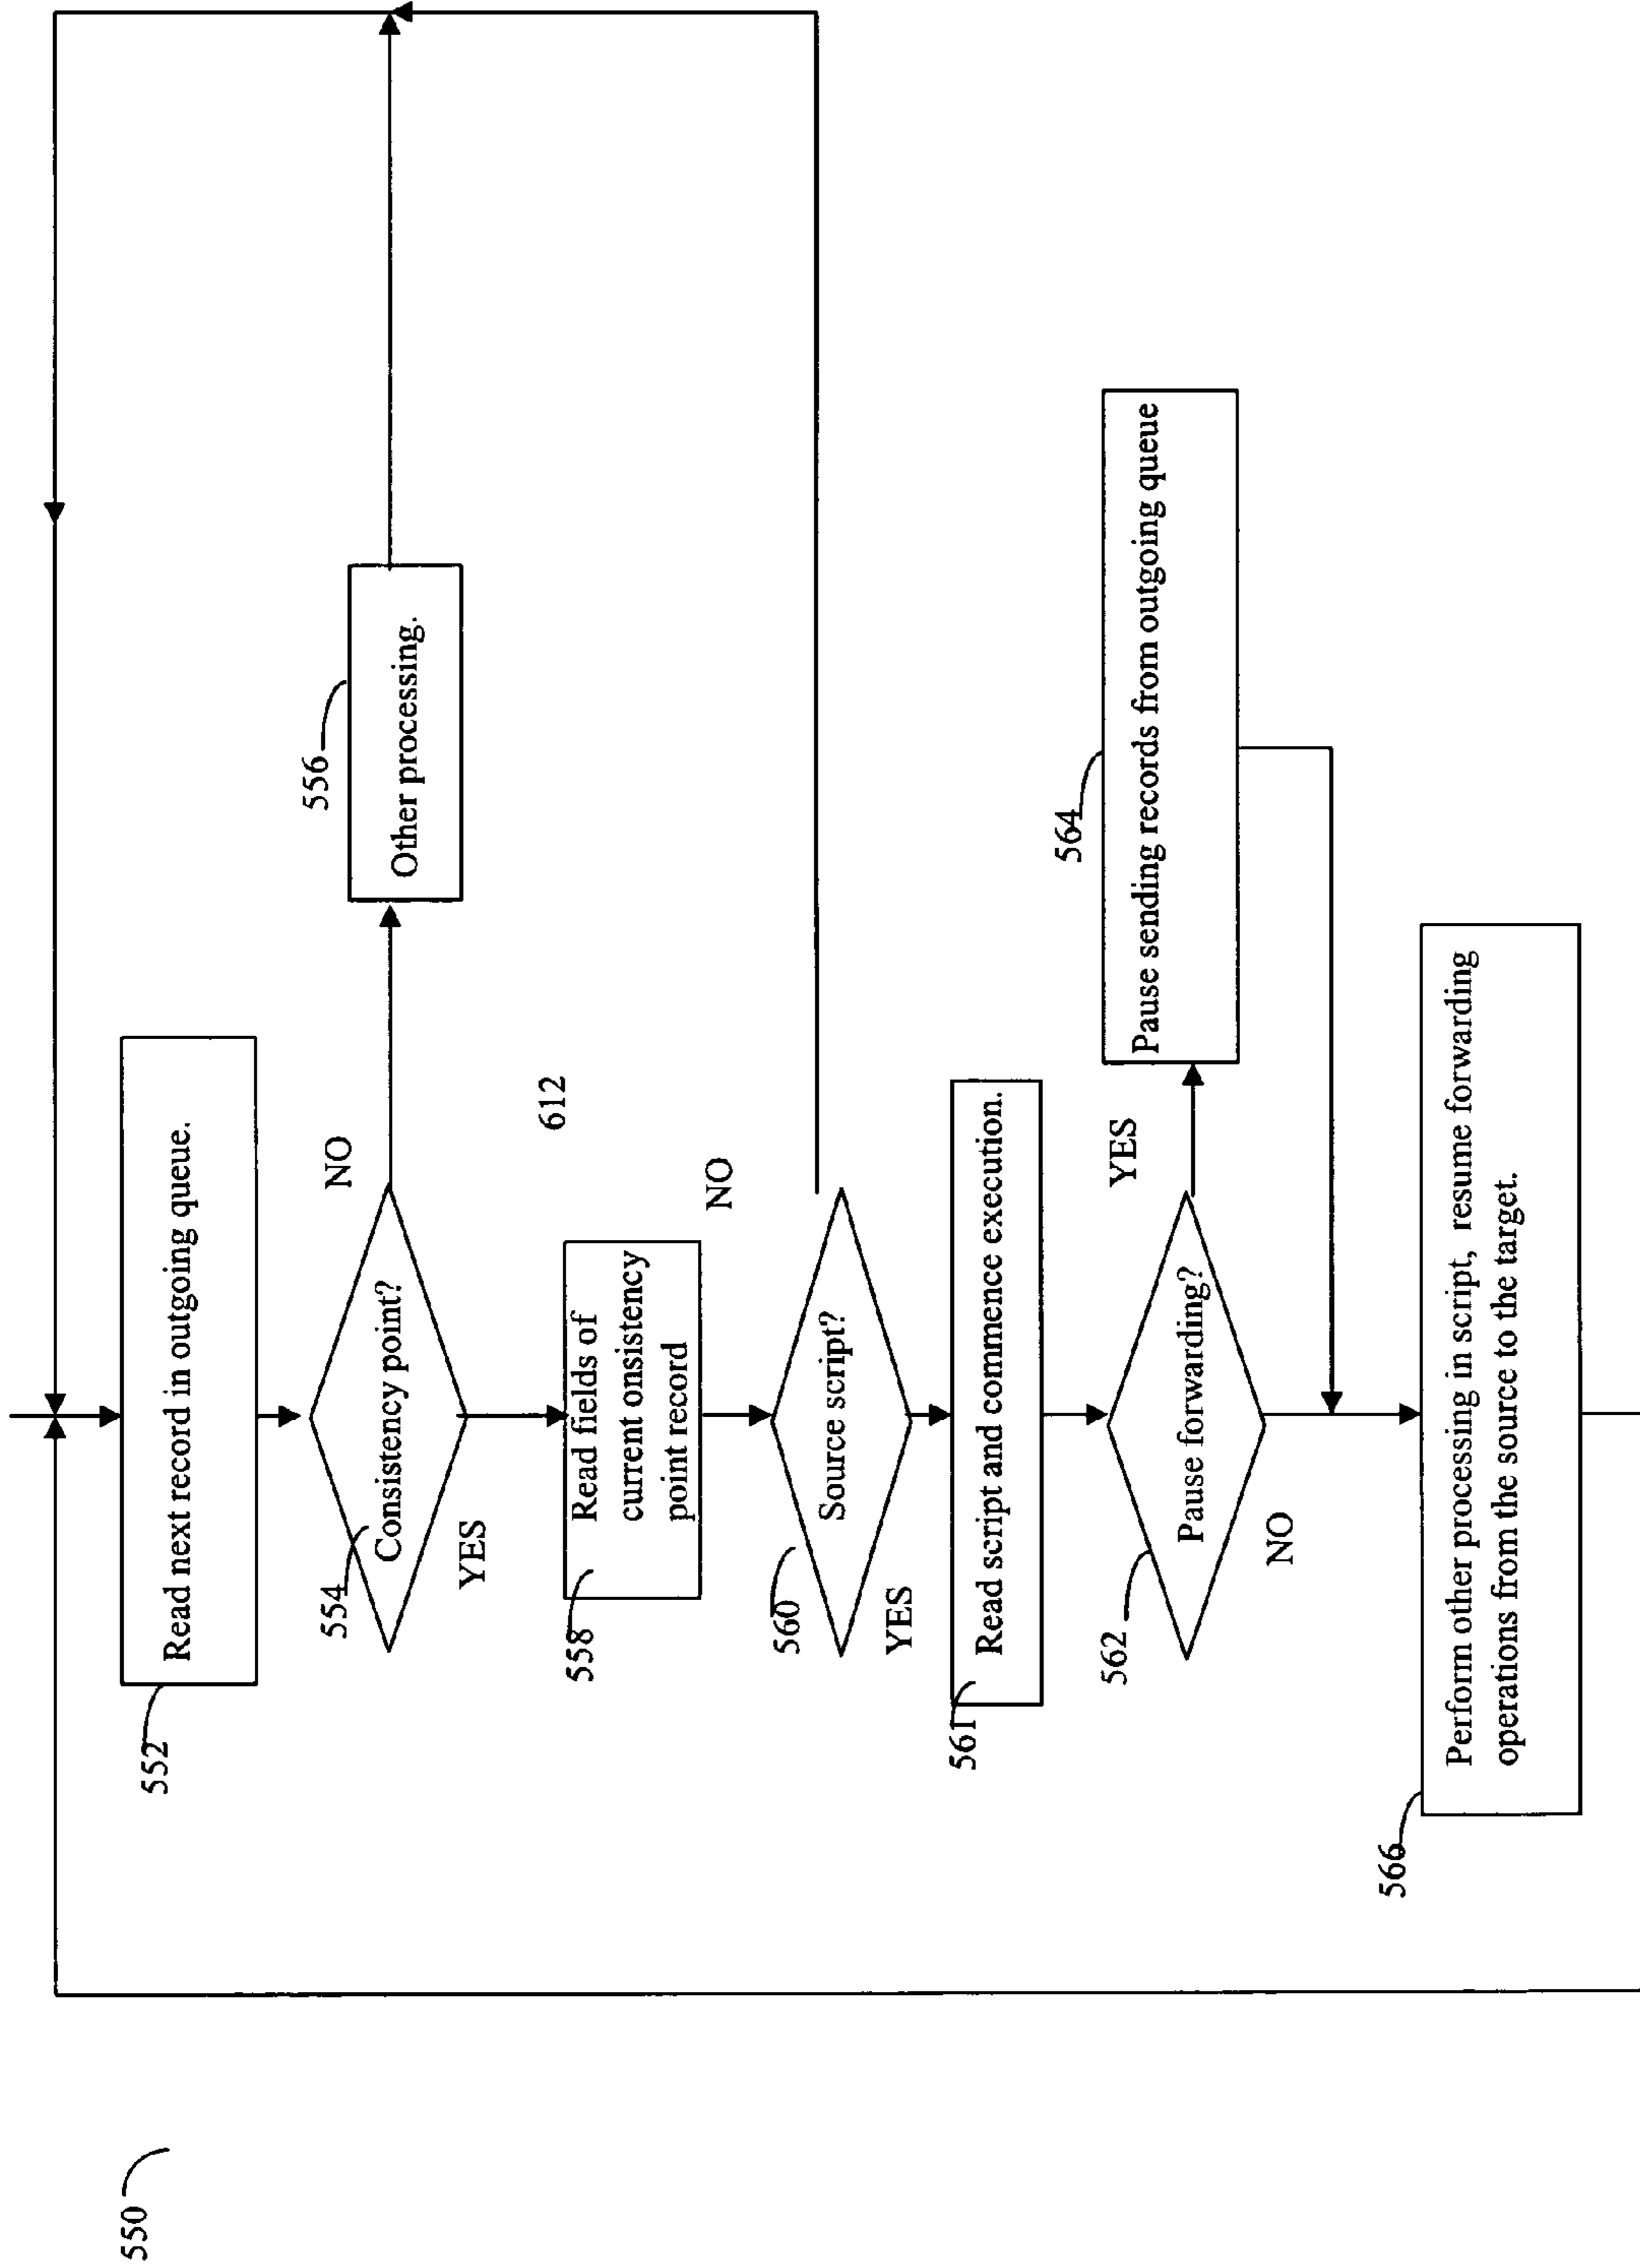 550
552
Read next record in outgoing queue.
554
Consistency point?
NO
556
Other processing.
YES
612
558
Read fields of
current onsistency
point record
NO
560
Source script?
YES
561
Read script and commence execution.
562
Pause forwarding?
YES
564
Pause sending records from outgoing queue
NO
566
Perform other processing in script, resume forwarding
operations from the source to the target.